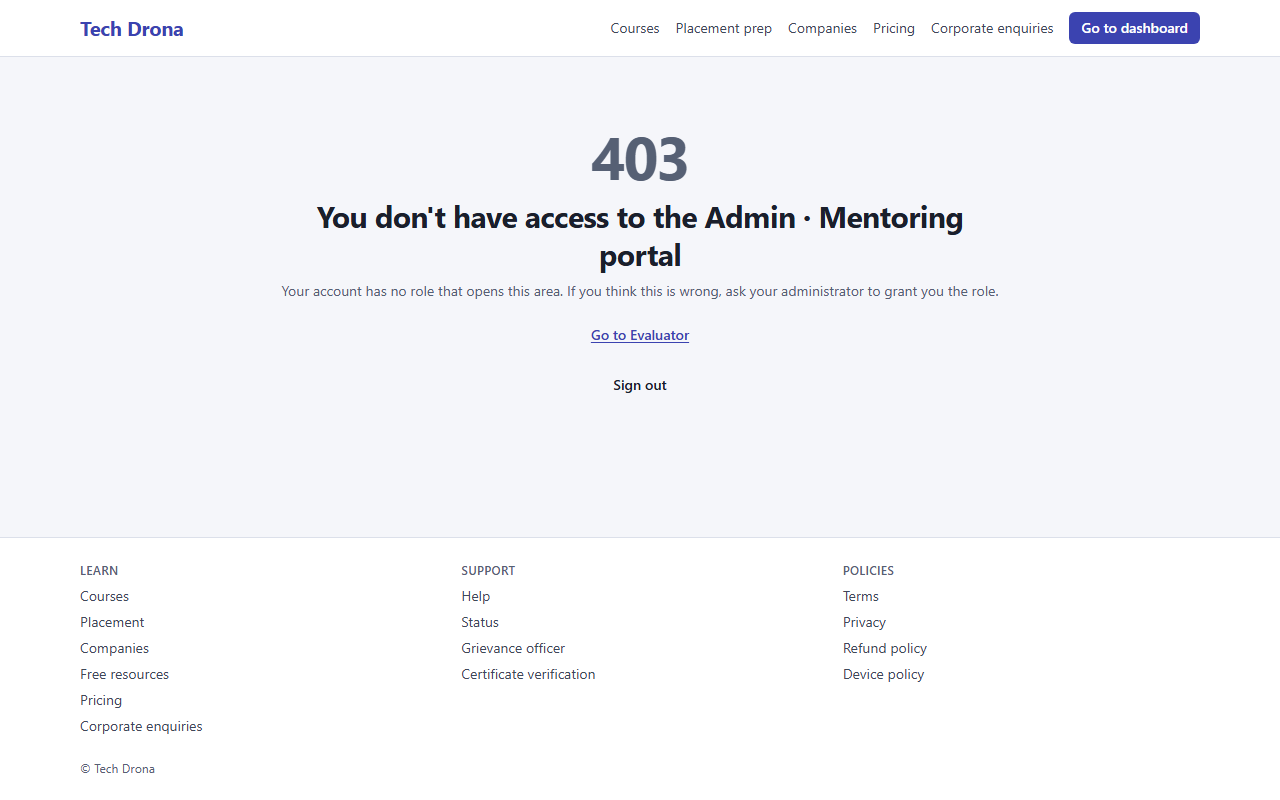 Tech Drona
Courses
Placement prep
Companies
Pricing
Corporate enquiries
Go to dashboard
403
You don't have access to the Admin · Mentoring
portal
Your account has no role that opens this area. If you think this is wrong, ask your administrator to grant you the role.
Go to Evaluator
Sign out
LEARN
Courses
Placement
Companies
Free resources
Pricing
Corporate enquiries
SUPPORT
Help
Status
Grievance officer
Certificate verification
POLICIES
Terms
Privacy
Refund policy
Device policy
© Tech Drona